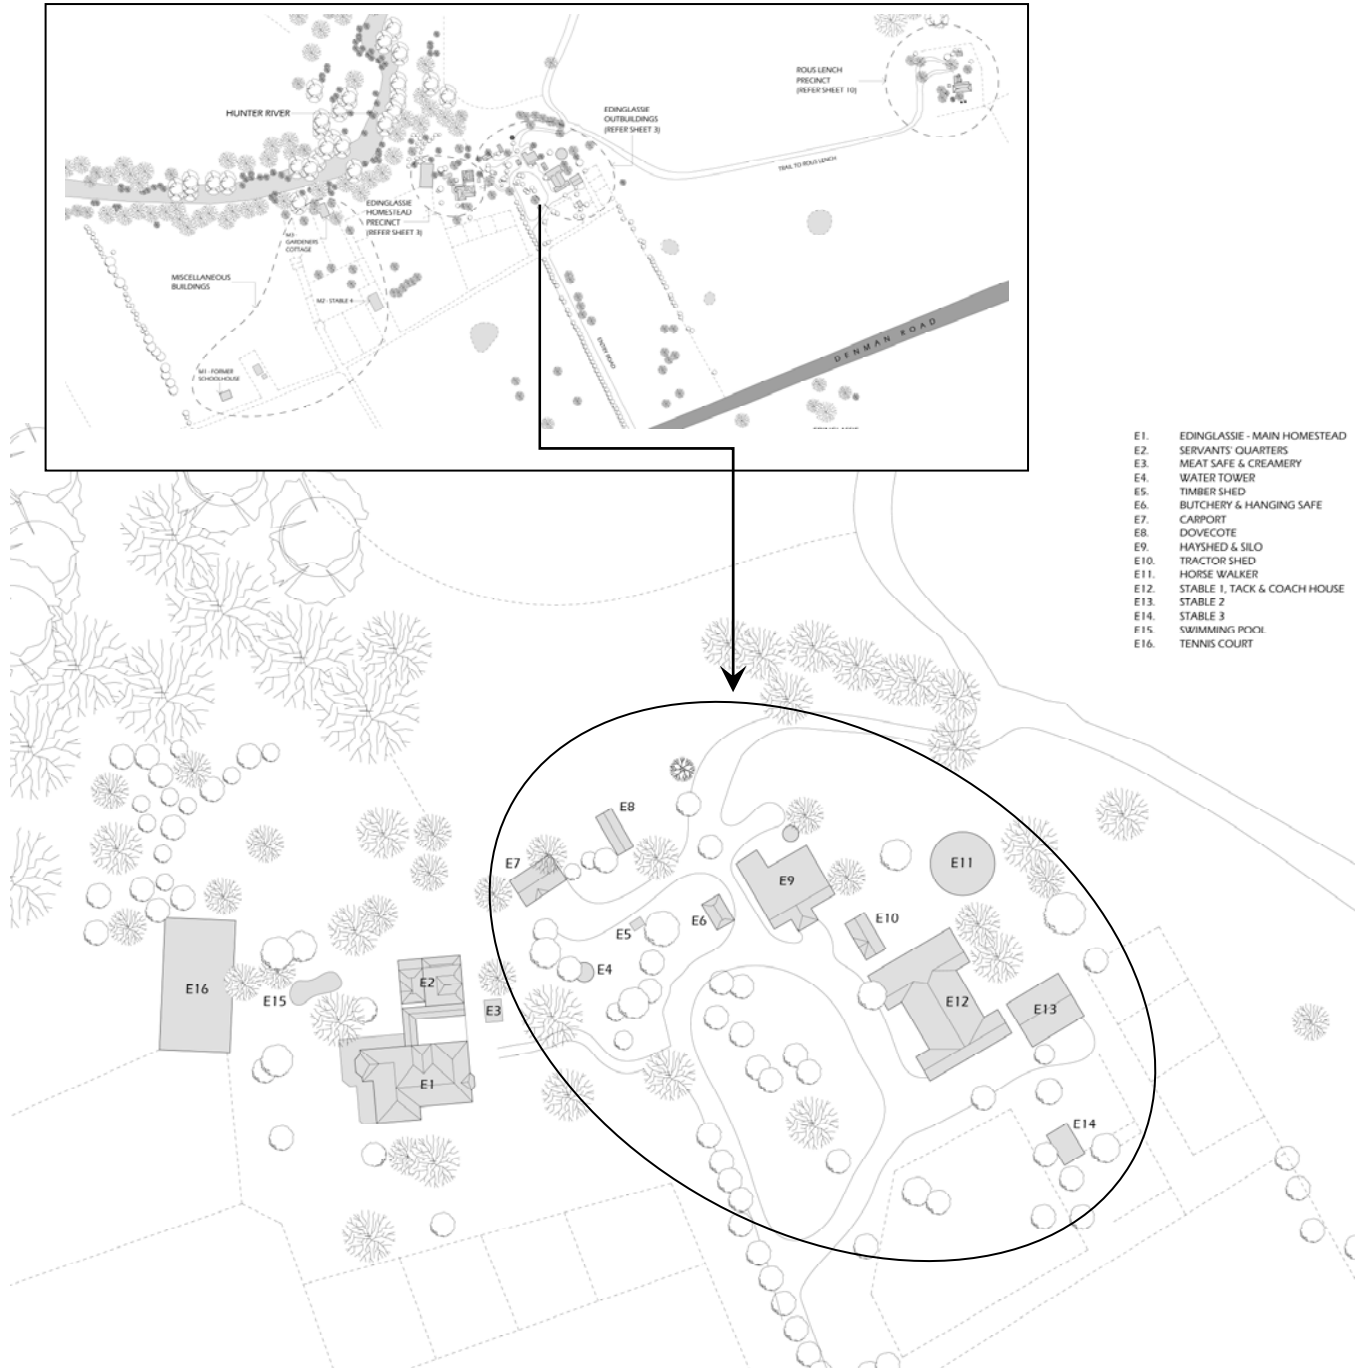 ROUS LENCH
PRECINCT
(REFER SHEET 10)
HUNTER RIVER
EDINGLASSIE
OUTBUILDINGS
(REFER SHEET 3)
TRAIL TO ROUS LENCH
EDINGLASSIE
HOMESTEAD
PRECINCT
(REFER SHEET 3)
M3 -
GARDENERS
COTTAGE
MISCELLANEOUS
BUILDINGS
M2 - STABLE 4
DENMAN ROAD
ENTRY ROAD
M1 - FORMER
SCHOOLHOUSE
E1. EDINGLASSIE - MAIN HOMESTEAD
E2. SERVANTS' QUARTERS
E3. MEAT SAFE & CREAMERY
E4. WATER TOWER
E5. TIMBER SHED
E6. BUTCHERY & HANGING SAFE
E7. CARPORT
E8. DOVECOTE
E9. HAYSHED & SILO
E10. TRACTOR SHED
E11. HORSE WALKER
E12. STABLE 1, TACK & COACH HOUSE
E13. STABLE 2
E14. STABLE 3
E15. SWIMMING POOL
E16. TENNIS COURT
E8
E7
E11
E9
E10
E6
E5
E4
E2
E16
E15
E3
E12
E13
E1
E14